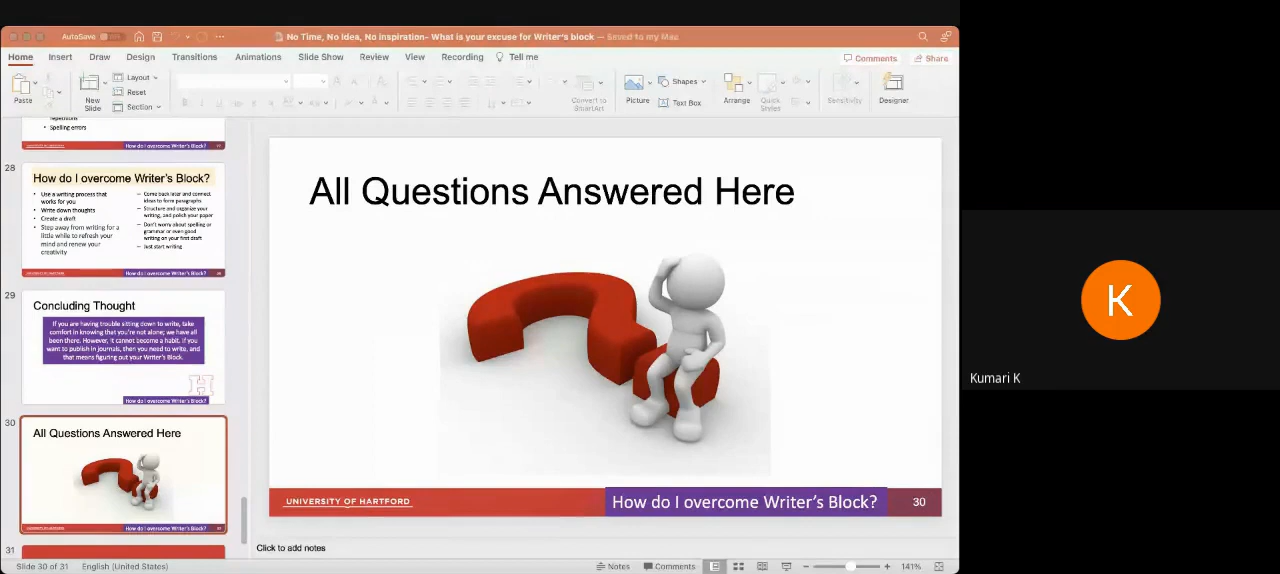 AutoSave
No Time, No Idea, No inspiration- What is your excuse for Writer's block — Saved to my Mac
Home Insert Draw Design Transitions Animations Slide Show Review View Recording Tell me
Comments Share
Paste
New
Slide
Layout
Reset
Section
Convert to
SmartArt
Picture
Shapes
Text Box
Arrange
Quick
Styles
Sensitivity
Designer
repetitions
Spelling errors
How do I overcome Writer's Block?
28
How do I overcome Writer's Block?
• Use a writing process that
works for you
• Write down thoughts
• Create a draft
• Step away from writing for a
little while to refresh your
mind and renew your
creativity
– Come back later and connect
ideas to form paragraphs
– Structure and organize your
writing, and polish your paper
– Don't worry about spelling or
grammar or even good
writing on your first draft
– Just start writing
How do I overcome Writer's Block?
29
Concluding Thought
If you are having trouble sitting down to write, take
comfort in knowing that you're not alone; we have all
been there. However, it cannot become a habit. If you
want to publish in journals, then you need to write, and
that means figuring out your Writer's Block.
H
How do I overcome Writer's Block?
30
All Questions Answered Here
How do I overcome Writer's Block?
31
All Questions Answered Here
UNIVERSITY OF HARTFORD
How do I overcome Writer's Block?
30
Click to add notes
Slide 30 of 31
English (United States)
Notes
Comments
141%
K
Kumari K